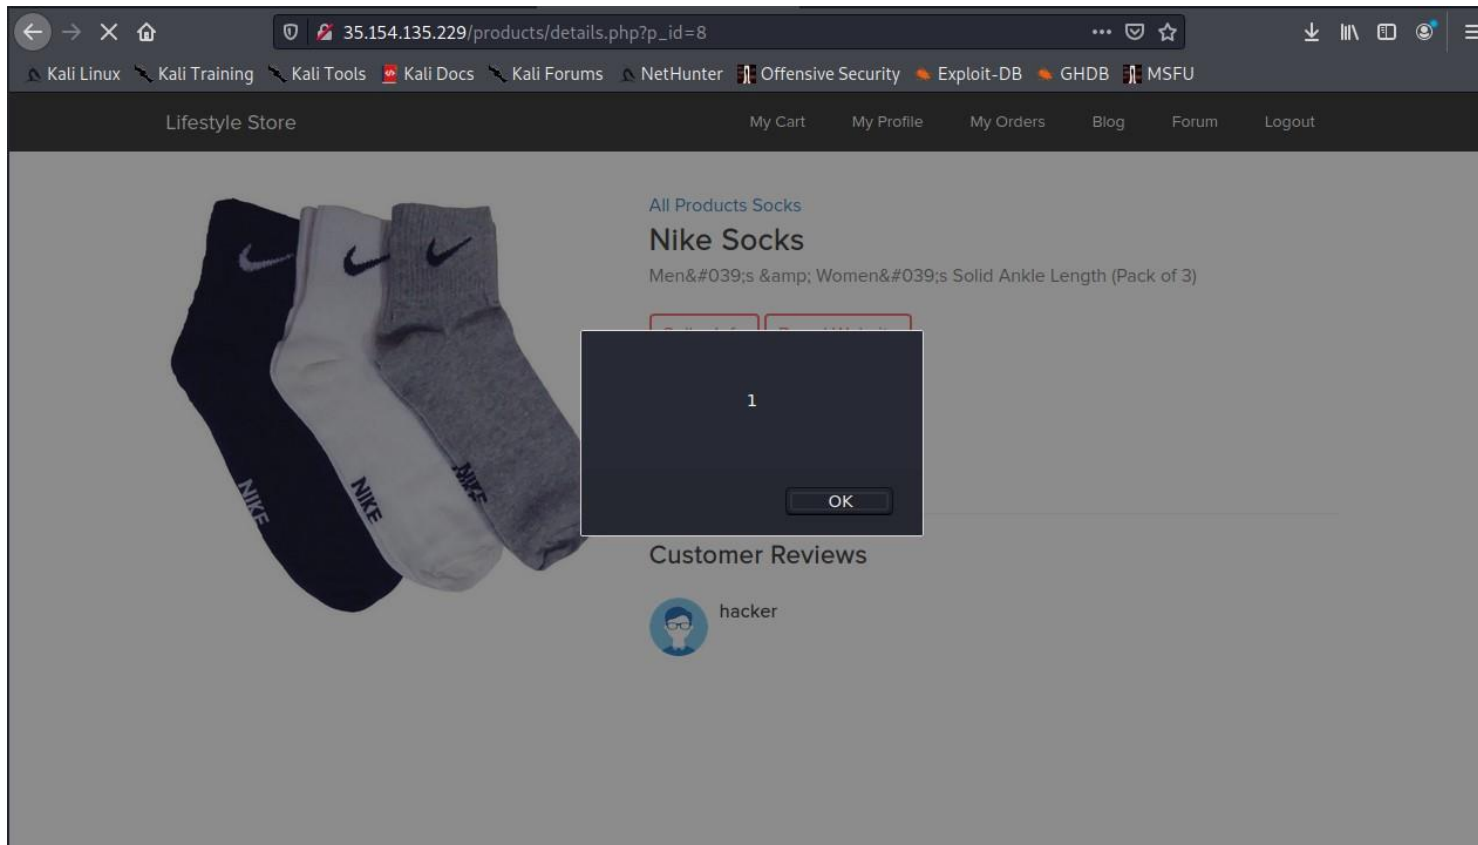 35.154.135.229/products/details.php?p_id=8
Kali Linux Kali Training Kali Tools Kali Docs Kali Forums NetHunter Offensive Security Exploit-DB GHDB MSFU
Lifestyle Store My Cart My Profile My Orders Blog Forum Logout
All Products Socks
Nike Socks
Men&#039;s &amp; Women&#039;s Solid Ankle Length (Pack of 3)
1
OK
NIKE NIKE NIKE
Customer Reviews
hacker